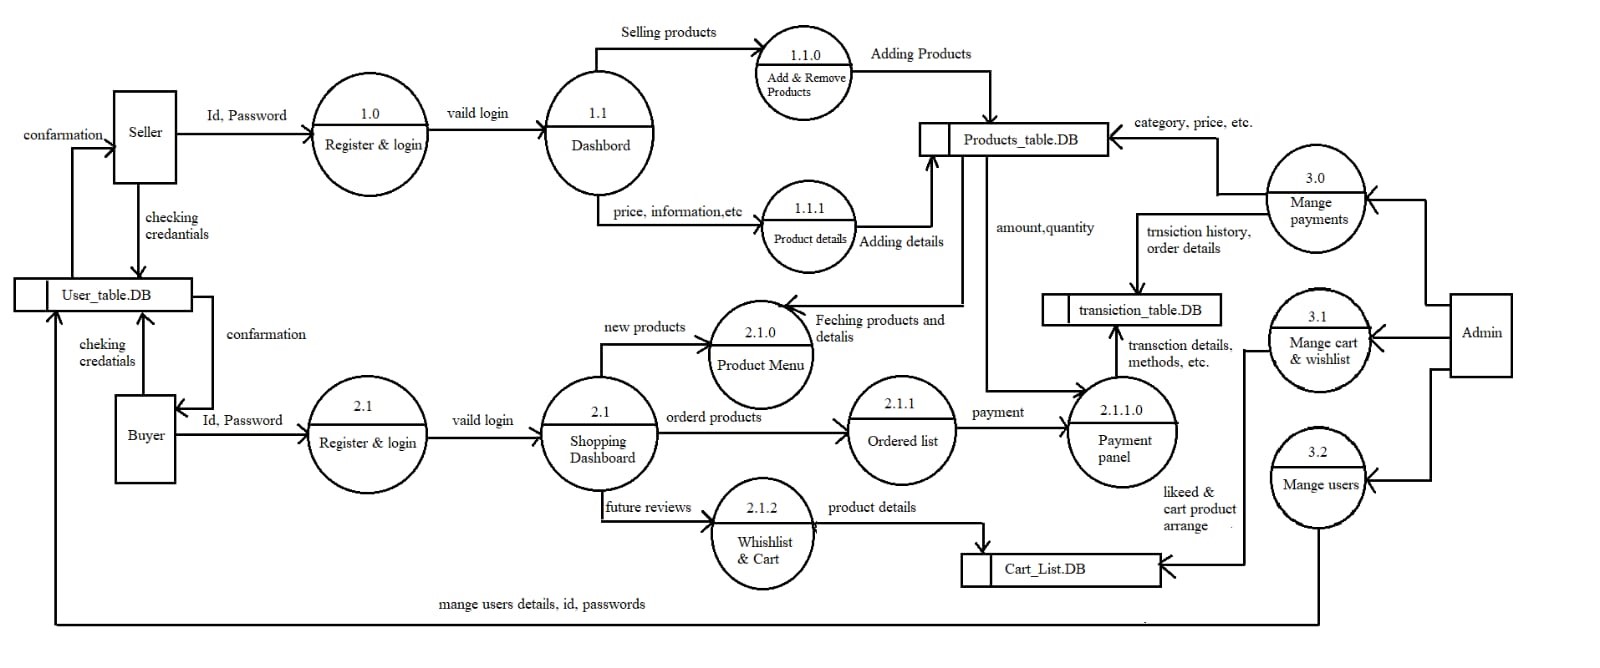 Selling products
1.1.0
Add & Remove
Products
Adding Products
confarmation
Seller
Id, Password
1.0
Register & login
vaild login
1.1
Dashbord
Products_table.DB
category, price, etc.
3.0
Mange
payments
checking
credantials
price, information,etc
1.1.1
Product details
Adding details
amount,quantity
trnsiction history,
order details
User_table.DB
confarmation
cheking
credatials
new products
2.1.0
Product Menu
Feching products and
detalis
transiction_table.DB
transction details,
methods, etc.
3.1
Mange cart
& wishlist
Admin
Buyer
Id, Password
2.1
Register & login
vaild login
2.1
Shopping
Dashboard
orderd products
2.1.1
Ordered list
payment
2.1.1.0
Payment
panel
3.2
Mange users
future reviews
2.1.2
Whishlist
& Cart
product details
likeed &
cart product
arrange
Cart_List.DB
mange users details, id, passwords